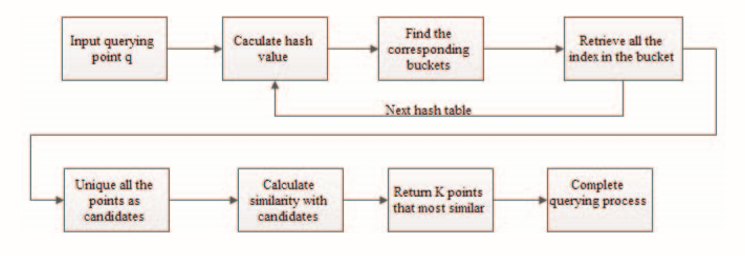 Input querying
point q
Caculate hash
value
Find the
corresponding
buckets
Retrieve all the
index in the bucket
Next hash table
Unique all the
points as
candidates
Calculate
similarity with
candidates
Return K points
that most similar
Complete
querying process